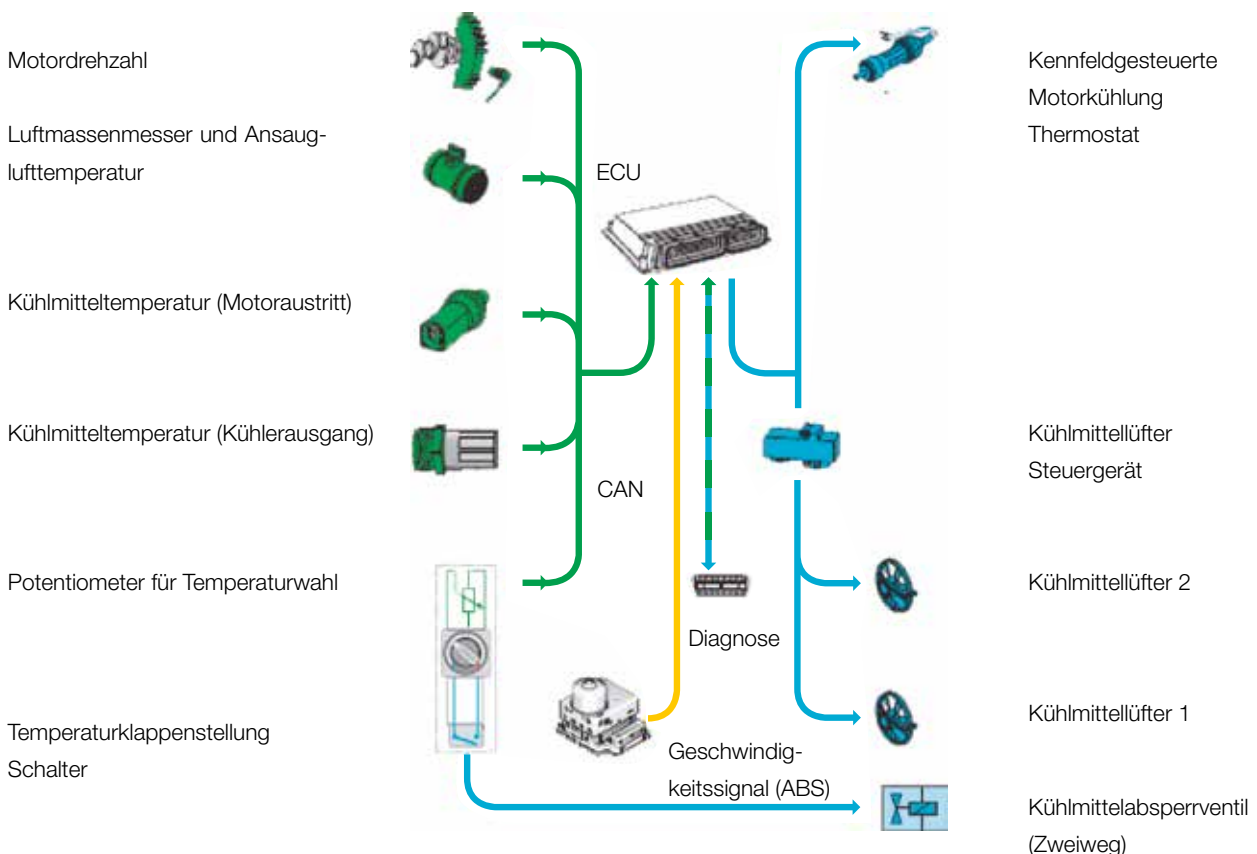 Motordrehzahl
Luftmassenmesser und Ansaug-
lufttemperatur
Kühlmitteltemperatur (Motoraustritt)
Kühlmitteltemperatur (Kühlerausgang)
Potentiometer für Temperaturwahl
Temperaturklappenstellung
Schalter
ECU
CAN
Diagnose
Geschwindig-
keitssignal (ABS)
Kennfeldgesteuerte
Motorkühlung
Thermostat
Kühlmittellüfter
Steuergerät
Kühlmittellüfter 2
Kühlmittellüfter 1
Kühlmittelabsperrventil
(Zweiweg)